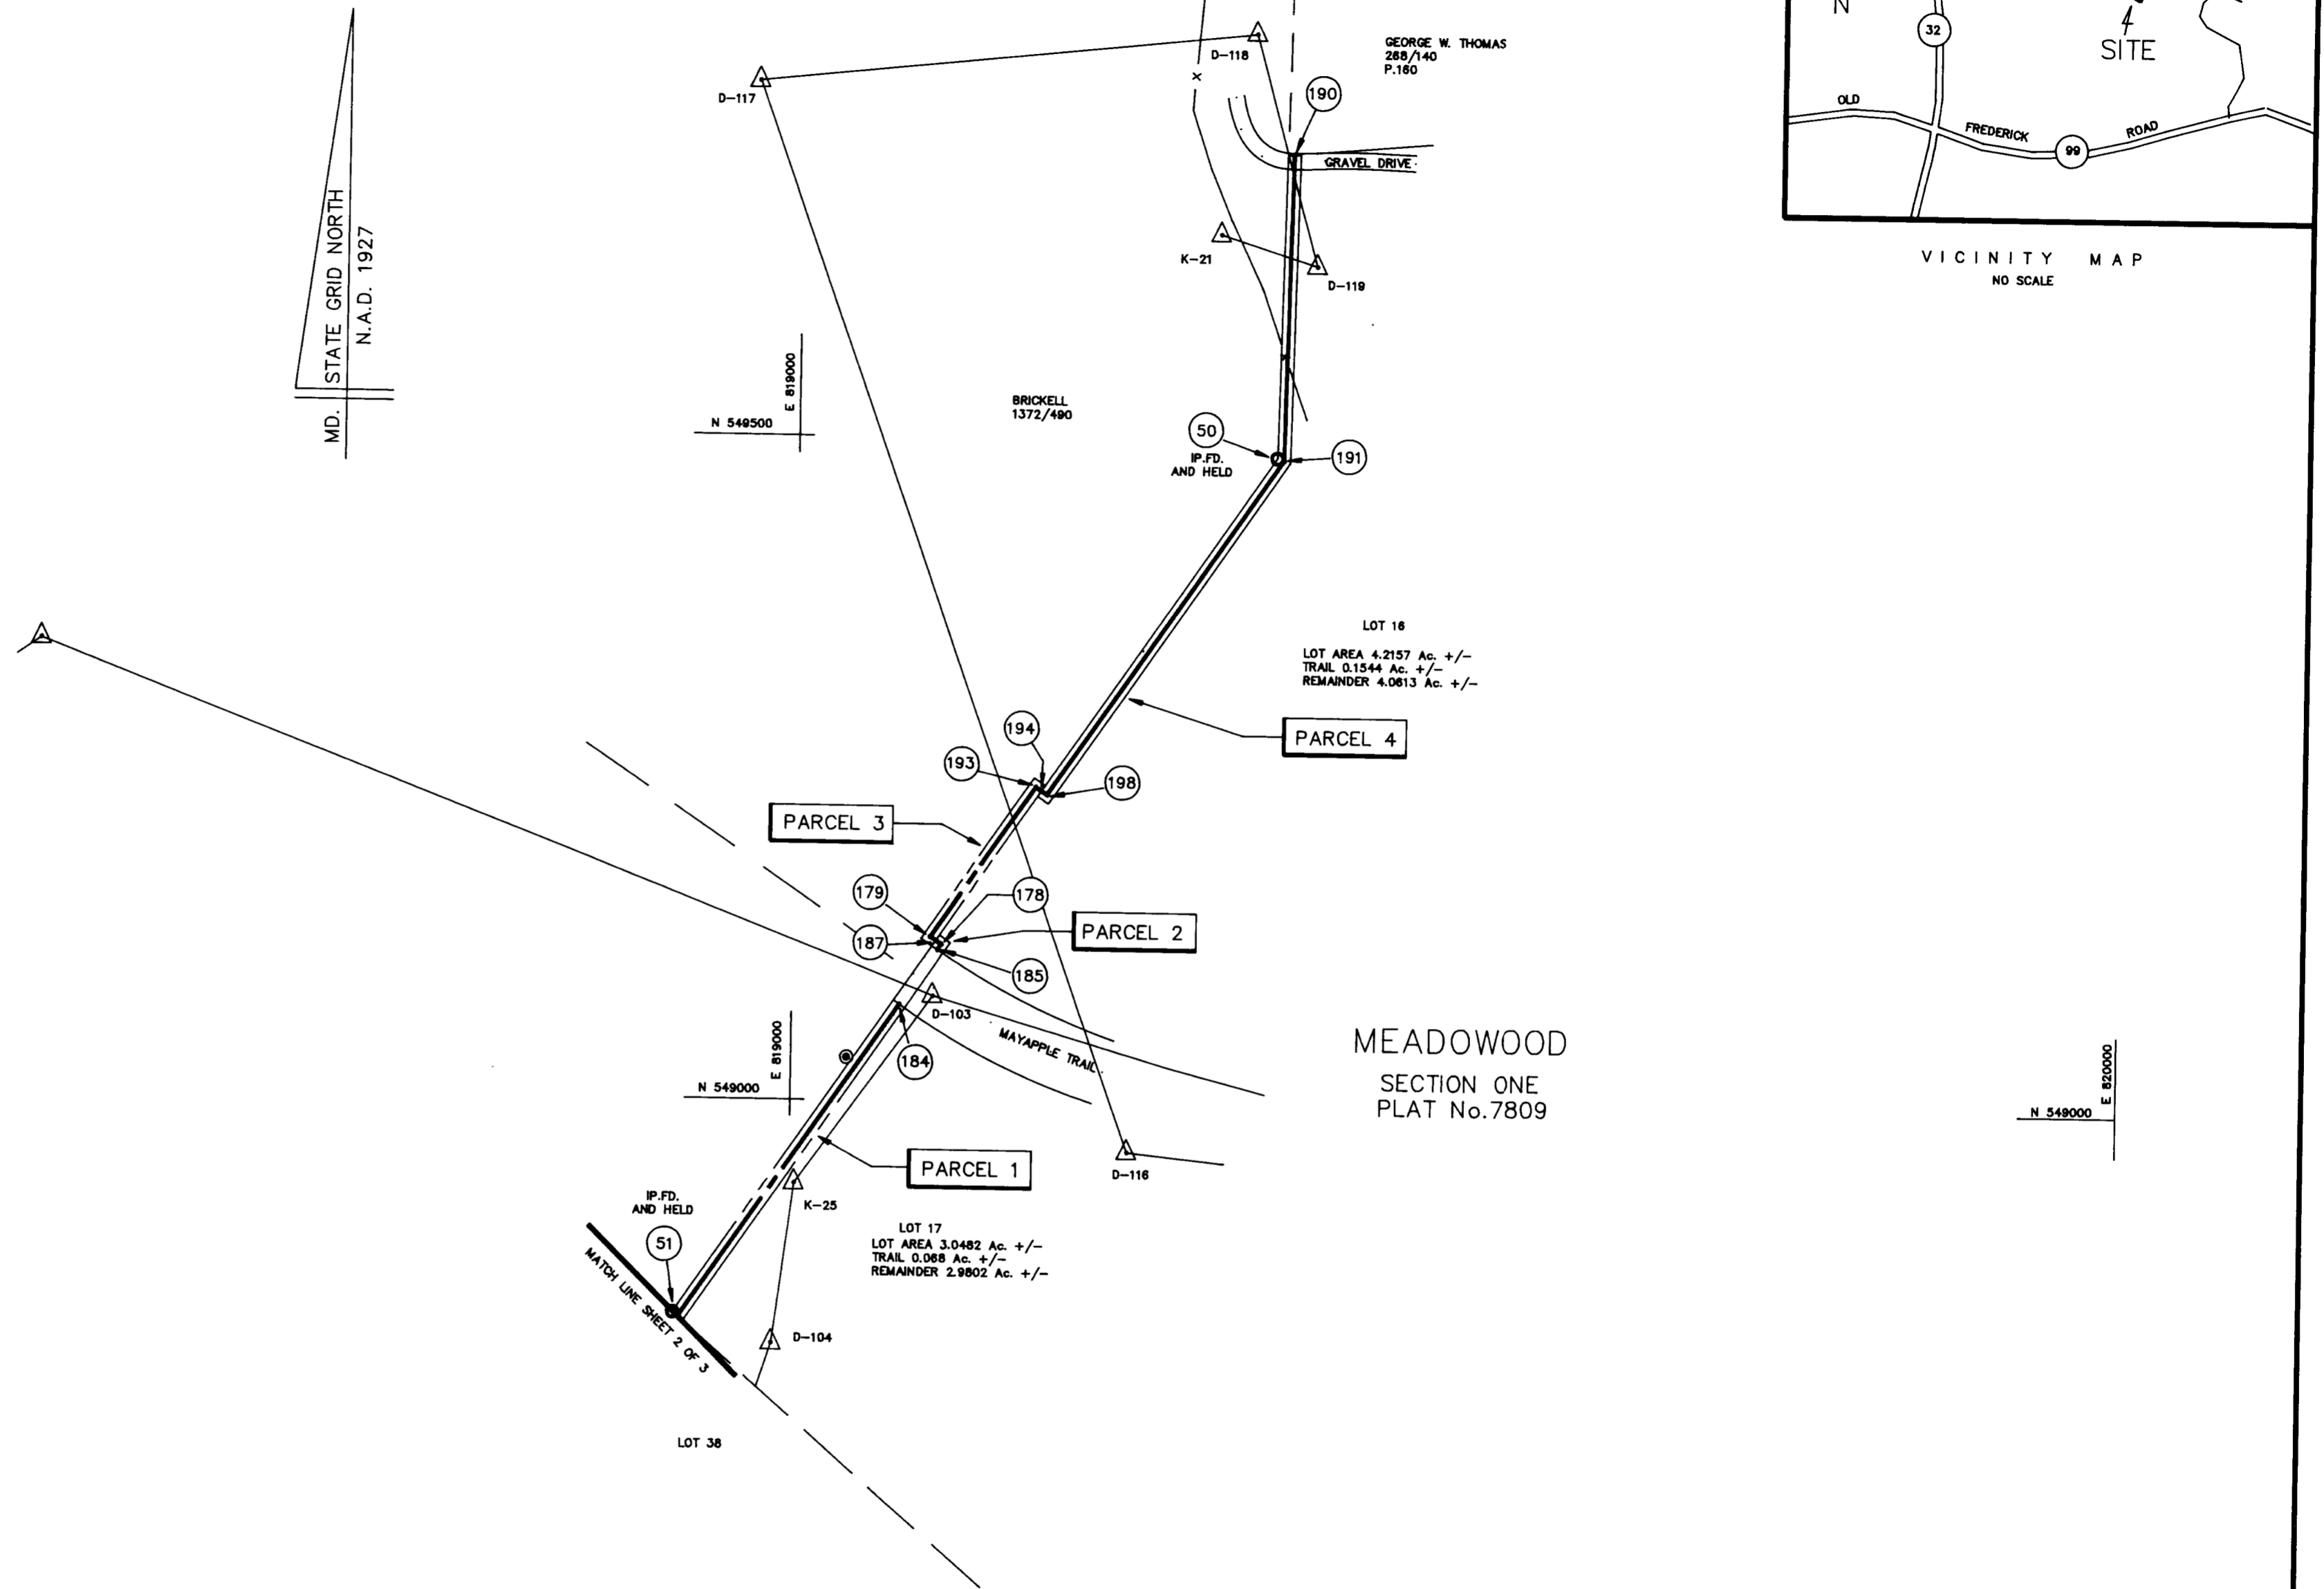 N
32
4
SITE
OLD
FREDERICK
99
ROAD
VICINITY MAP
NO SCALE
MD. STATE GRID NORTH
N.A.D. 1927
D-117
D-118
GEORGE W. THOMAS
268/140
P.160
190
GRAVEL DRIVE
K-21
D-119
E 819000
N 549500
BRICKELL
1372/490
50
IP.FD.
AND HELD
191
LOT 16
LOT AREA 4.2157 Ac. +/-
TRAIL 0.1544 Ac. +/-
REMAINDER 4.0613 Ac. +/-
PARCEL 4
194
193
198
PARCEL 3
179
178
PARCEL 2
187
185
D-103
MAYAPPLE TRAIL
184
E 819000
N 549000
MEADOWOOD
SECTION ONE
PLAT No.7809
E 820000
N 549000
PARCEL 1
D-116
K-25
IP.FD.
AND HELD
51
LOT 17
LOT AREA 3.0482 Ac. +/-
TRAIL 0.068 Ac. +/-
REMAINDER 2.9802 Ac. +/-
MATCH LINE SHEET 2 OF 3
D-104
LOT 38